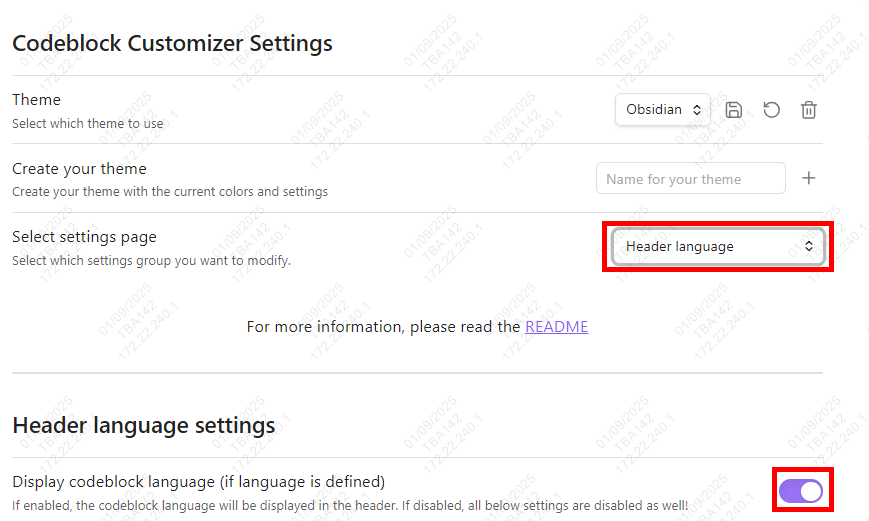 Codeblock Customizer Settings
Theme
Select which theme to use
Obsidian
Create your theme
Create your theme with the current colors and settings
Name for your theme
Select settings page
Select which settings group you want to modify.
Header language
For more information, please read the README
Header language settings
Display codeblock language (if language is defined)
If enabled, the codeblock language will be displayed in the header. If disabled, all below settings are disabled as well!
01/09/2025
TBA142
172.22.240.1